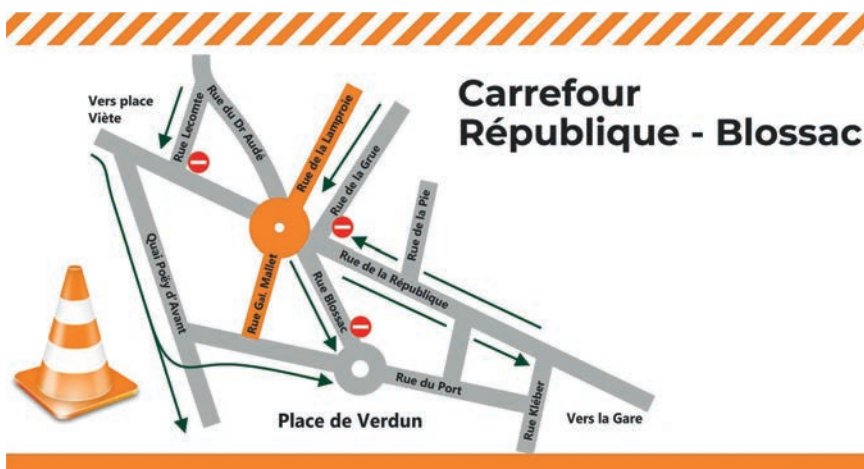 Carrefour
République - Blossac
Vers place
Viète
Rue Lecomte
Rue du Dr Audé
Rue de la Lamproie
Rue de la Grue
Rue de la Pie
Quai Poëy d'Avant
Rue Gal. Mallet
Rue Blossac
Rue de la République
Rue du Port
Rue Kléber
Place de Verdun
Vers la Gare